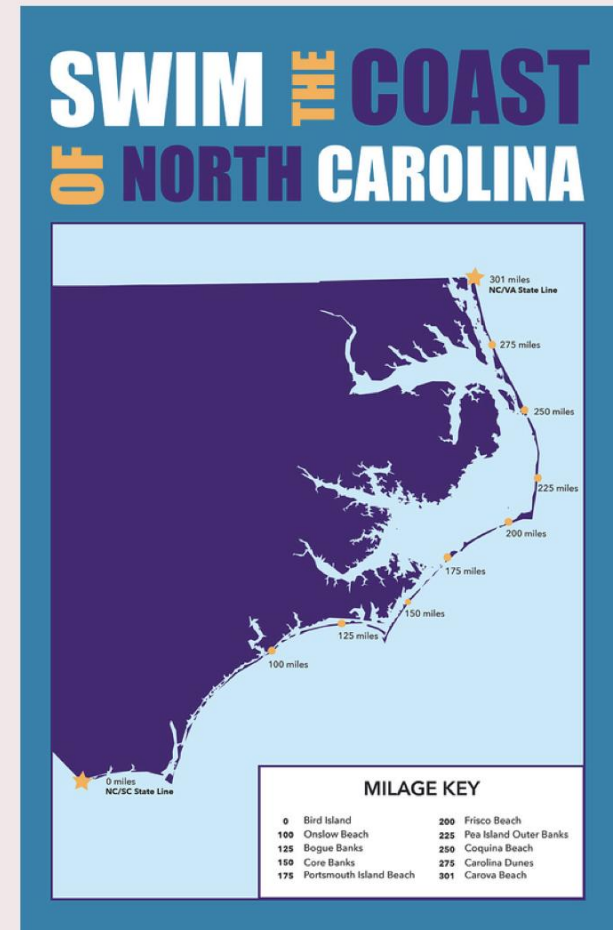 SWIM THE COAST
OF NORTH CAROLINA
301 miles
NC/VA State Line
275 miles
250 miles
225 miles
200 miles
175 miles
150 miles
125 miles
100 miles
0 miles
NC/SC State Line
MILAGE KEY
0 Bird Island
100 Onslow Beach
125 Bogue Banks
150 Core Banks
175 Portsmouth Island Beach
200 Frisco Beach
225 Pea Island Outer Banks
250 Coquina Beach
275 Carolina Dunes
301 Carova Beach